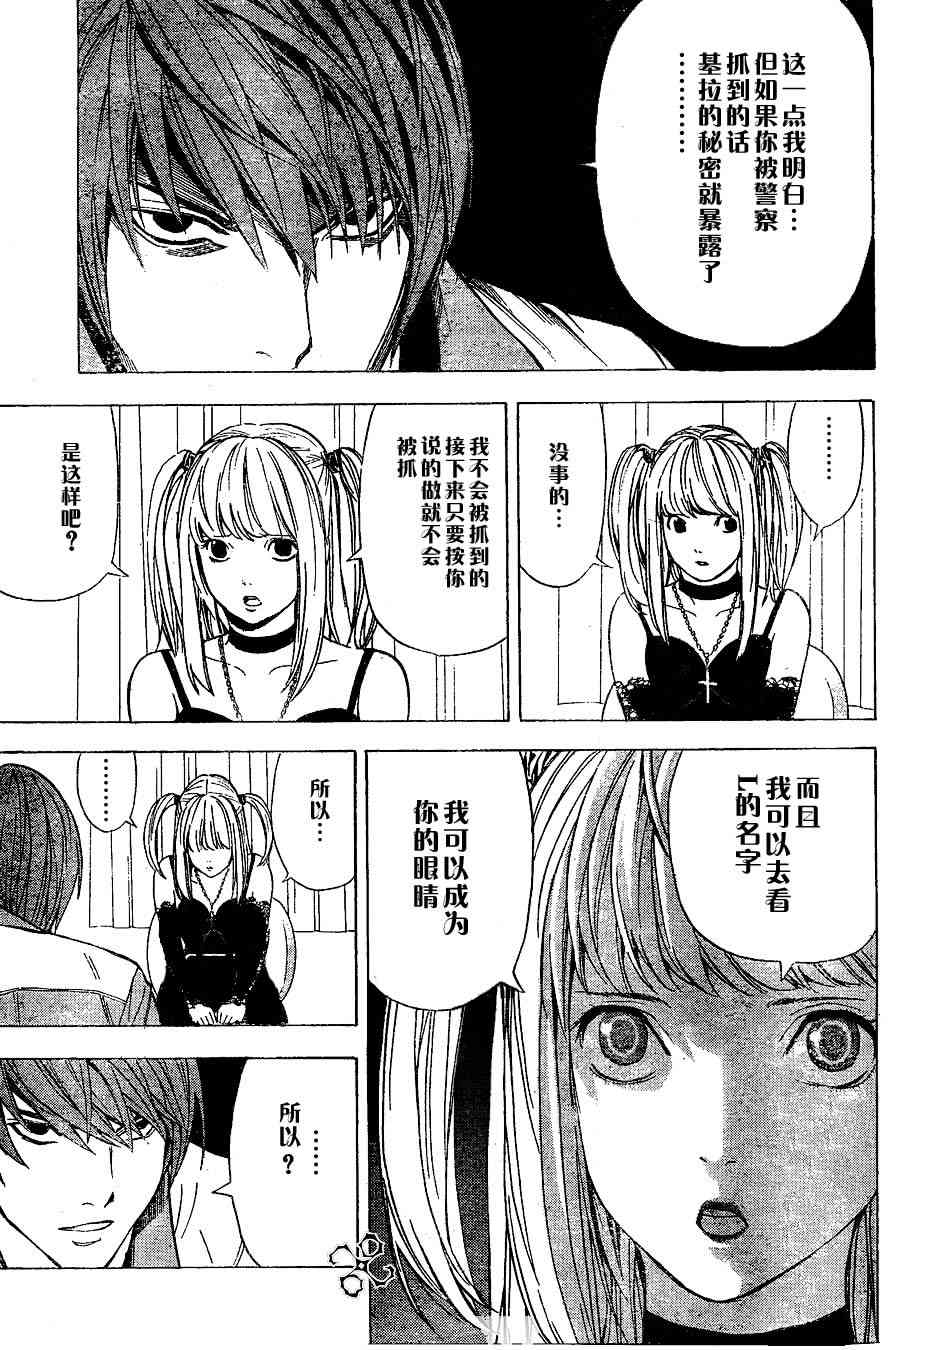 这一点我明白…
但如果你被警察
抓到的话
基拉的秘密就暴露了
………
………
没事的…
我不会被抓到的
接下来只要按你
说的做就不会
被抓
是这样吧？
而且
我可以去看
L的名字
我可以成为
你的眼睛
所以…
………
……
所以？